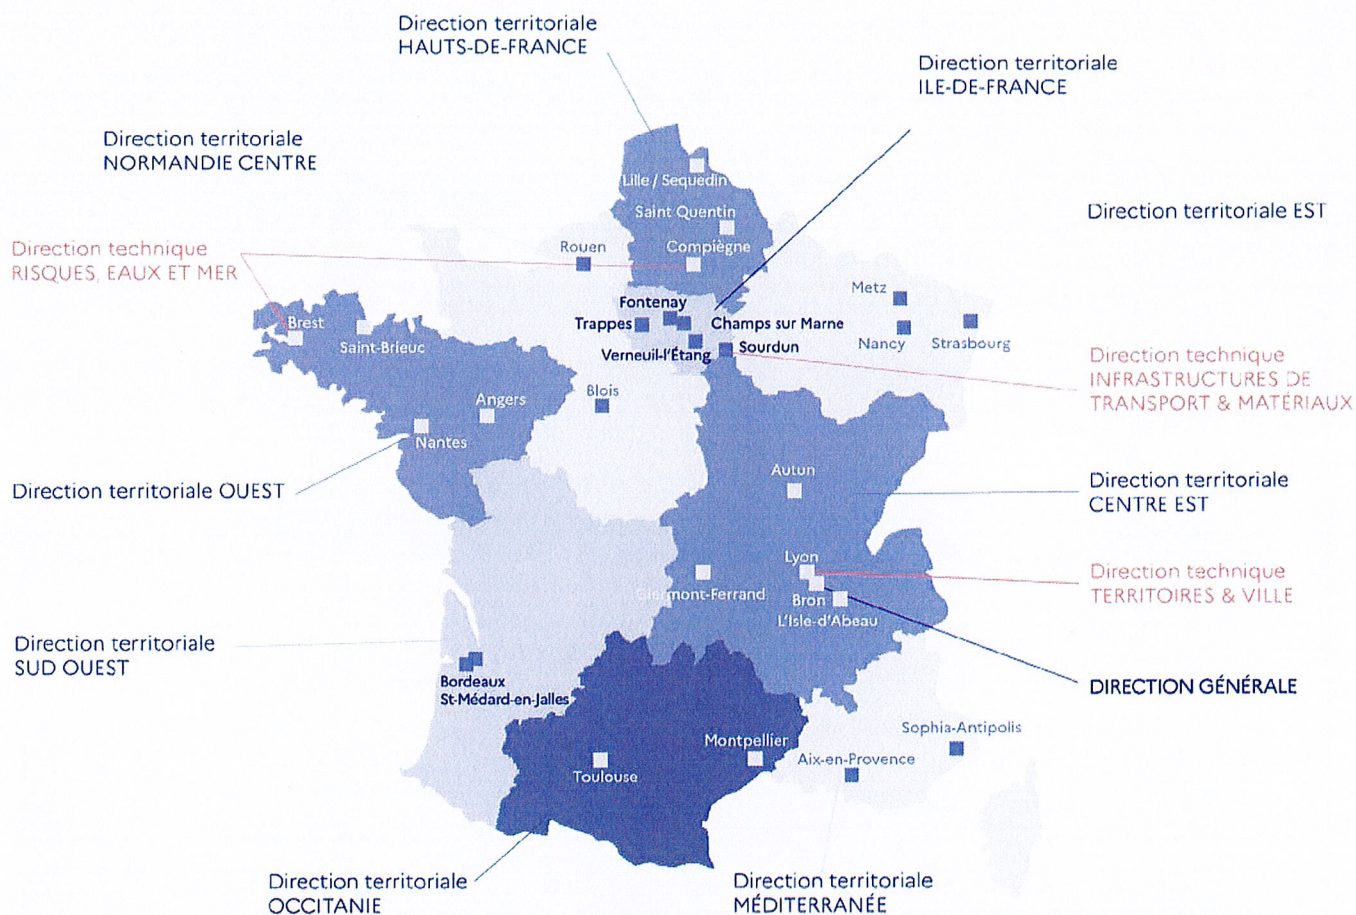 Direction territoriale
HAUTS-DE-FRANCE
Direction territoriale
ILE-DE-FRANCE
Direction territoriale
NORMANDIE CENTRE
Lille / Sequedin
Saint Quentin
Direction territoriale EST
Direction technique
RISQUES, EAUX ET MER
Rouen
Compiègne
Metz
Fontenay
Brest
Trappes
Champs sur Marne
Saint-Brieuc
Verneuil-l'Étang
Sourdun
Nancy
Strasbourg
Direction technique
INFRASTRUCTURES DE
TRANSPORT & MATÉRIAUX
Blois
Angers
Nantes
Autun
Direction territoriale OUEST
Direction territoriale
CENTRE EST
Lyon
Direction technique
TERRITOIRES & VILLE
Clermont-Ferrand
Bron
L'Isle-d'Abeau
Direction territoriale
SUD OUEST
Bordeaux
St-Médard-en-Jalles
DIRECTION GÉNÉRALE
Sophia-Antipolis
Montpellier
Aix-en-Provence
Toulouse
Direction territoriale
OCCITANIE
Direction territoriale
MÉDITERRANÉE